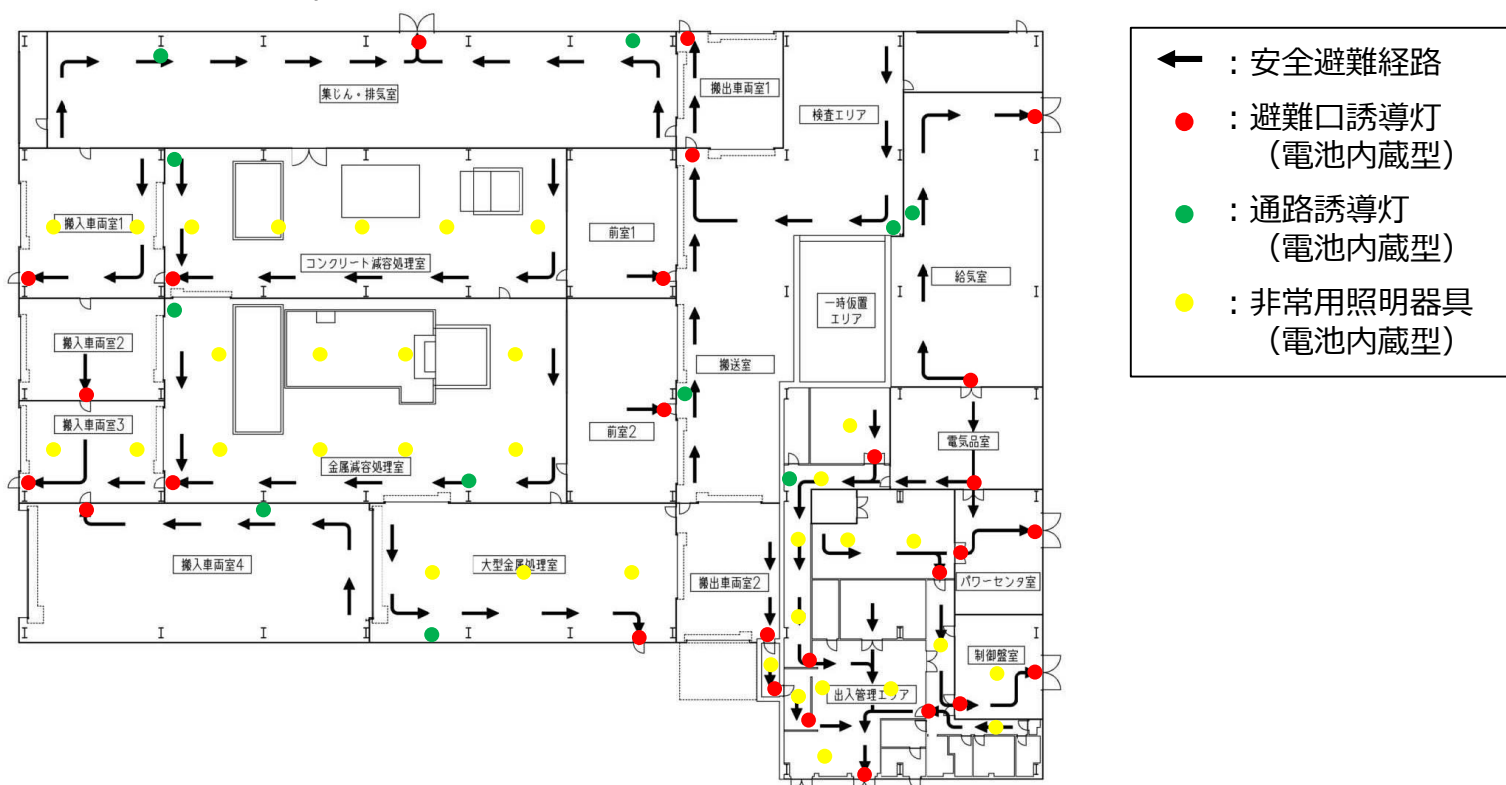 集じん・排気室
搬出車両室1
検査エリア
搬入車両室1
コンクリート減容処理室
前室1
給気室
一時仮置
エリア
搬入車両室2
搬送室
搬入車両室3
前室2
電気品室
金属減容処理室
搬入車両室4
大型金属処理室
搬出車両室2
パワーセンタ室
制御盤室
出入管理エリア
:安全避難経路
:避難口誘導灯
(電池内蔵型)
:通路誘導灯
(電池内蔵型)
:非常用照明器具
(電池内蔵型)